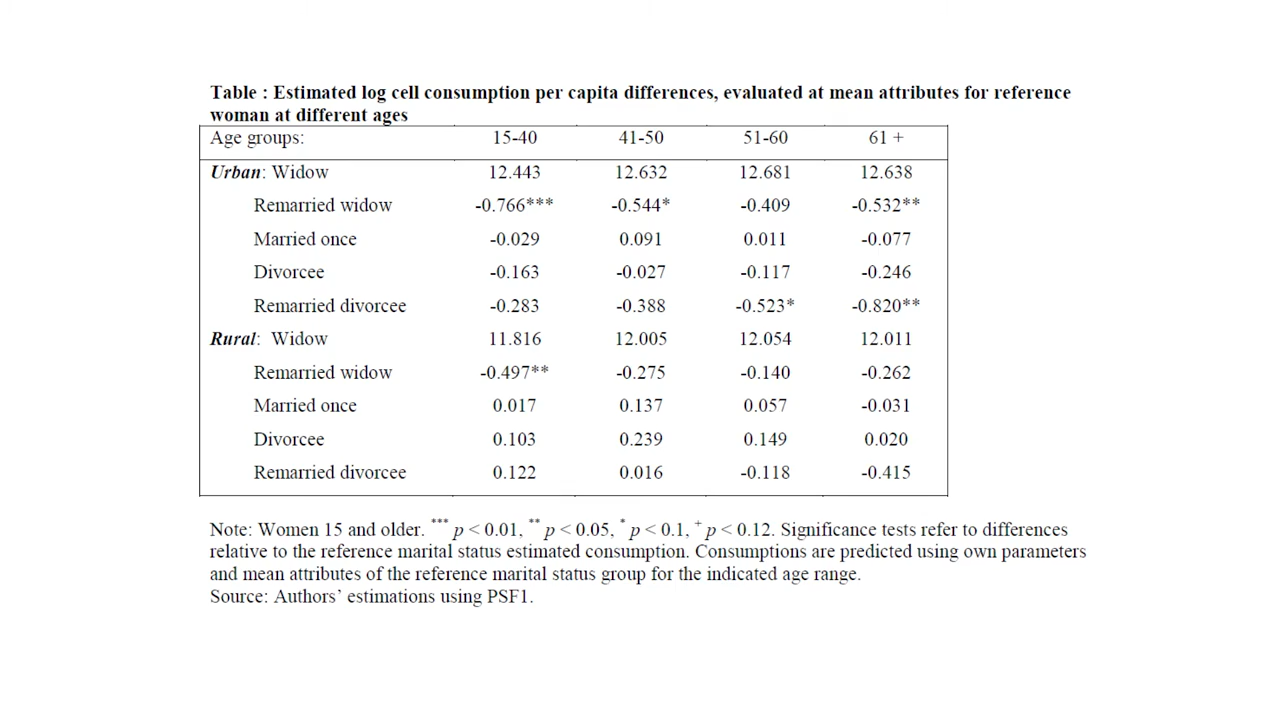 Table : Estimated log cell consumption per capita differences, evaluated at mean attributes for reference
woman at different ages
Age groups: 15-40 41-50 51-60 61 +
Urban: Widow 12.443 12.632 12.681 12.638
Remarried widow -0.766*** -0.544* -0.409 -0.532**
Married once -0.029 0.091 0.011 -0.077
Divorcee -0.163 -0.027 -0.117 -0.246
Remarried divorcee -0.283 -0.388 -0.523* -0.820**
Rural: Widow 11.816 12.005 12.054 12.011
Remarried widow -0.497** -0.275 -0.140 -0.262
Married once 0.017 0.137 0.057 -0.031
Divorcee 0.103 0.239 0.149 0.020
Remarried divorcee 0.122 0.016 -0.118 -0.415
Note: Women 15 and older. *** p < 0.01, ** p < 0.05, * p < 0.1, + p < 0.12. Significance tests refer to differences
relative to the reference marital status estimated consumption. Consumptions are predicted using own parameters
and mean attributes of the reference marital status group for the indicated age range.
Source: Authors’ estimations using PSF1.